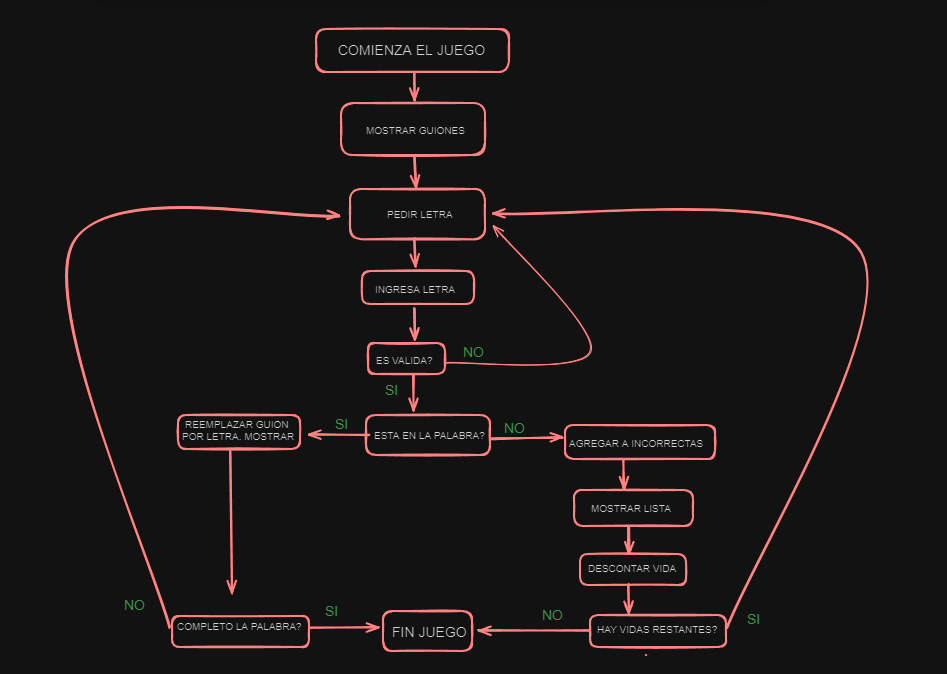 COMIENZA EL JUEGO
MOSTRAR GUIONES
PEDIR LETRA
INGRESA LETRA
ES VALIDA?
NO
SI
ESTA EN LA PALABRA?
SI
NO
REEMPLAZAR GUION
POR LETRA. MOSTRAR
AGREGAR A INCORRECTAS
MOSTRAR LISTA
DESCONTAR VIDA
NO
COMPLETO LA PALABRA?
SI
FIN JUEGO
NO
HAY VIDAS RESTANTES?
SI